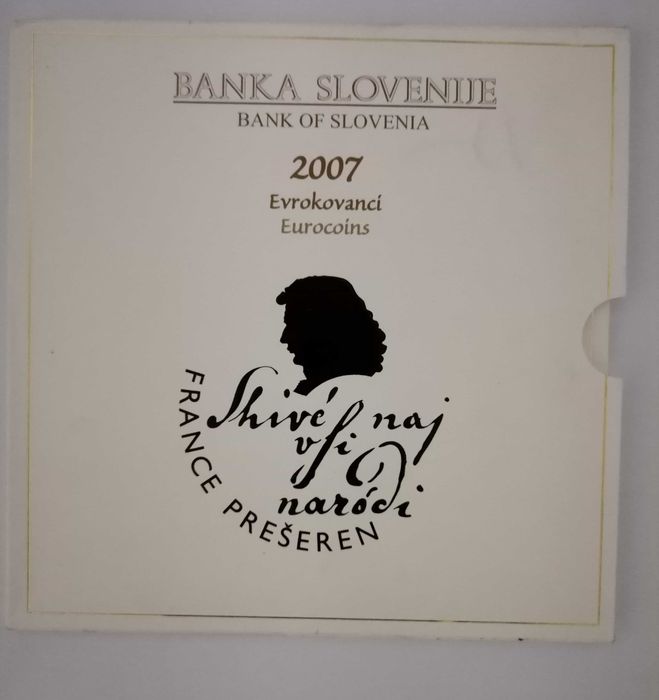 BANKA SLOVENIJE
BANK OF SLOVENIA
2007
Evrokovanci
Eurocoins
Shivé naj
vſi
naródi
FRANCE PREŠEREN